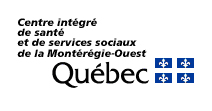 Centre intégré
de santé
et de services sociaux
de la Montérégie-Ouest
Québec